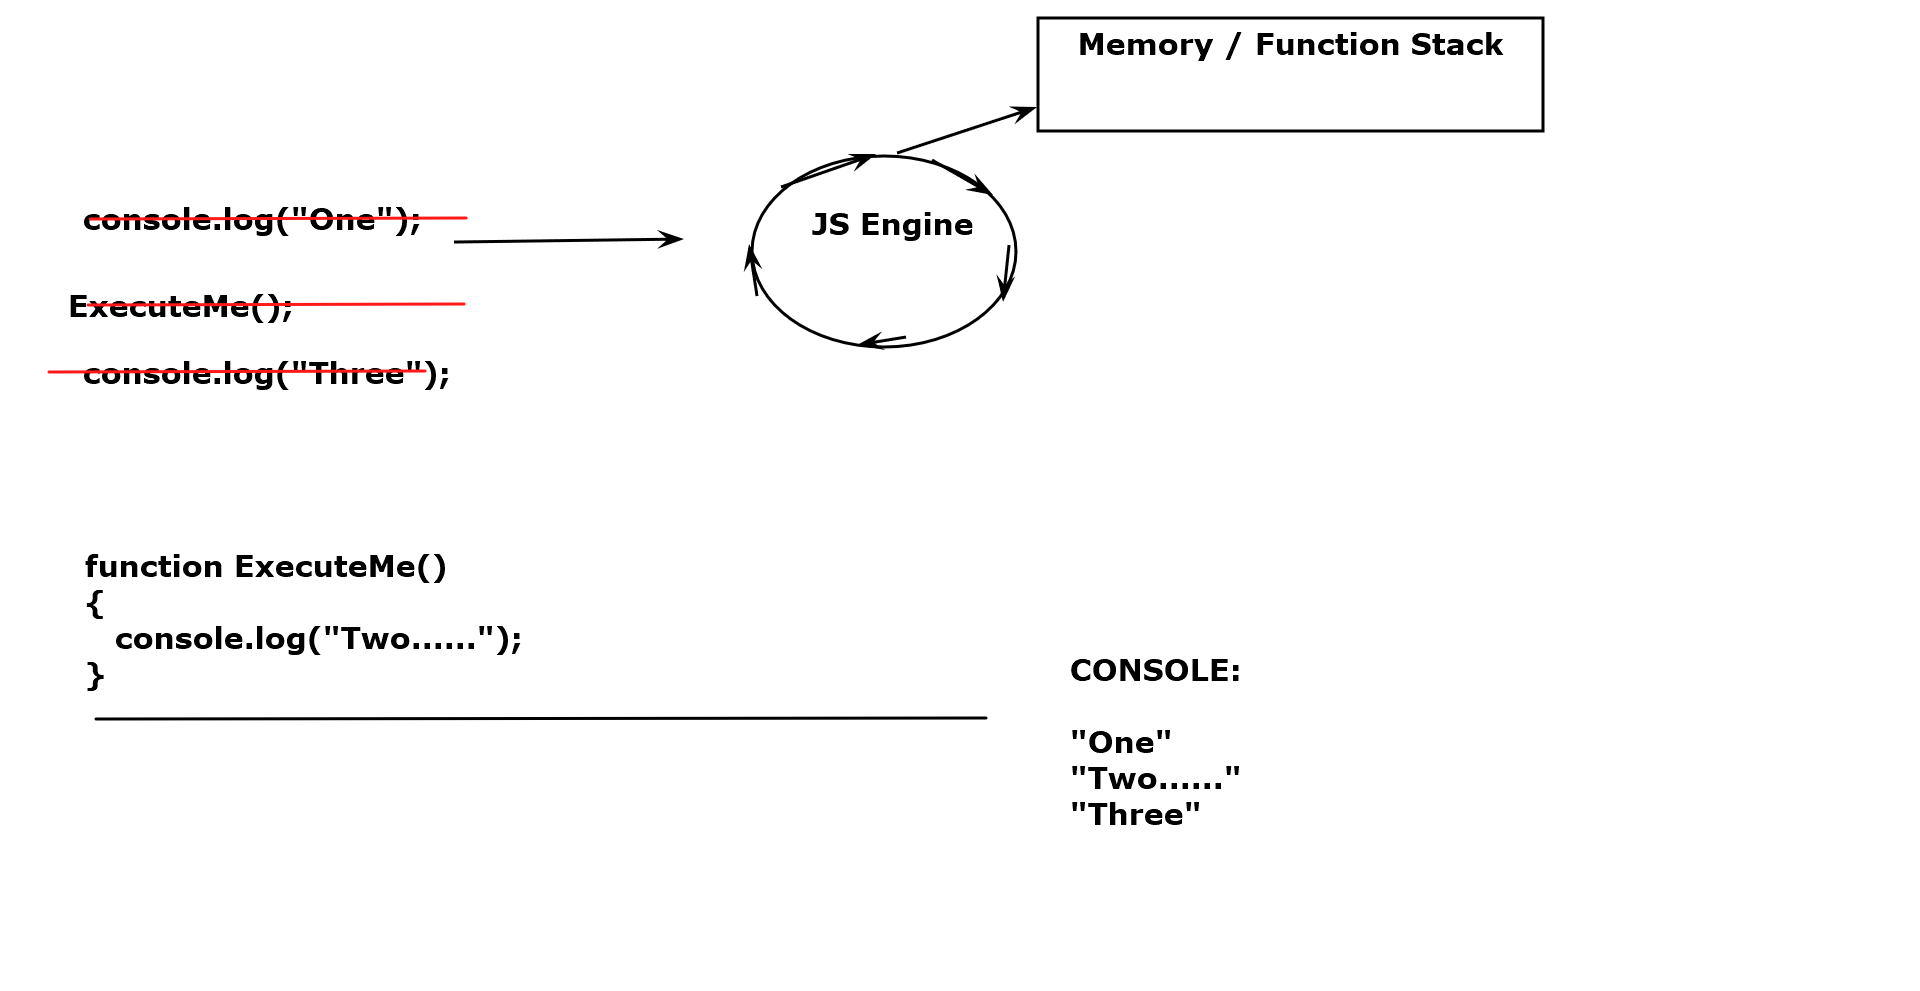 Memory / Function Stack
console.log("One");
JS Engine
ExecuteMe();
console.log("Three");
function ExecuteMe()
{
console.log("Two......");
}
CONSOLE:
"One"
"Two......"
"Three"